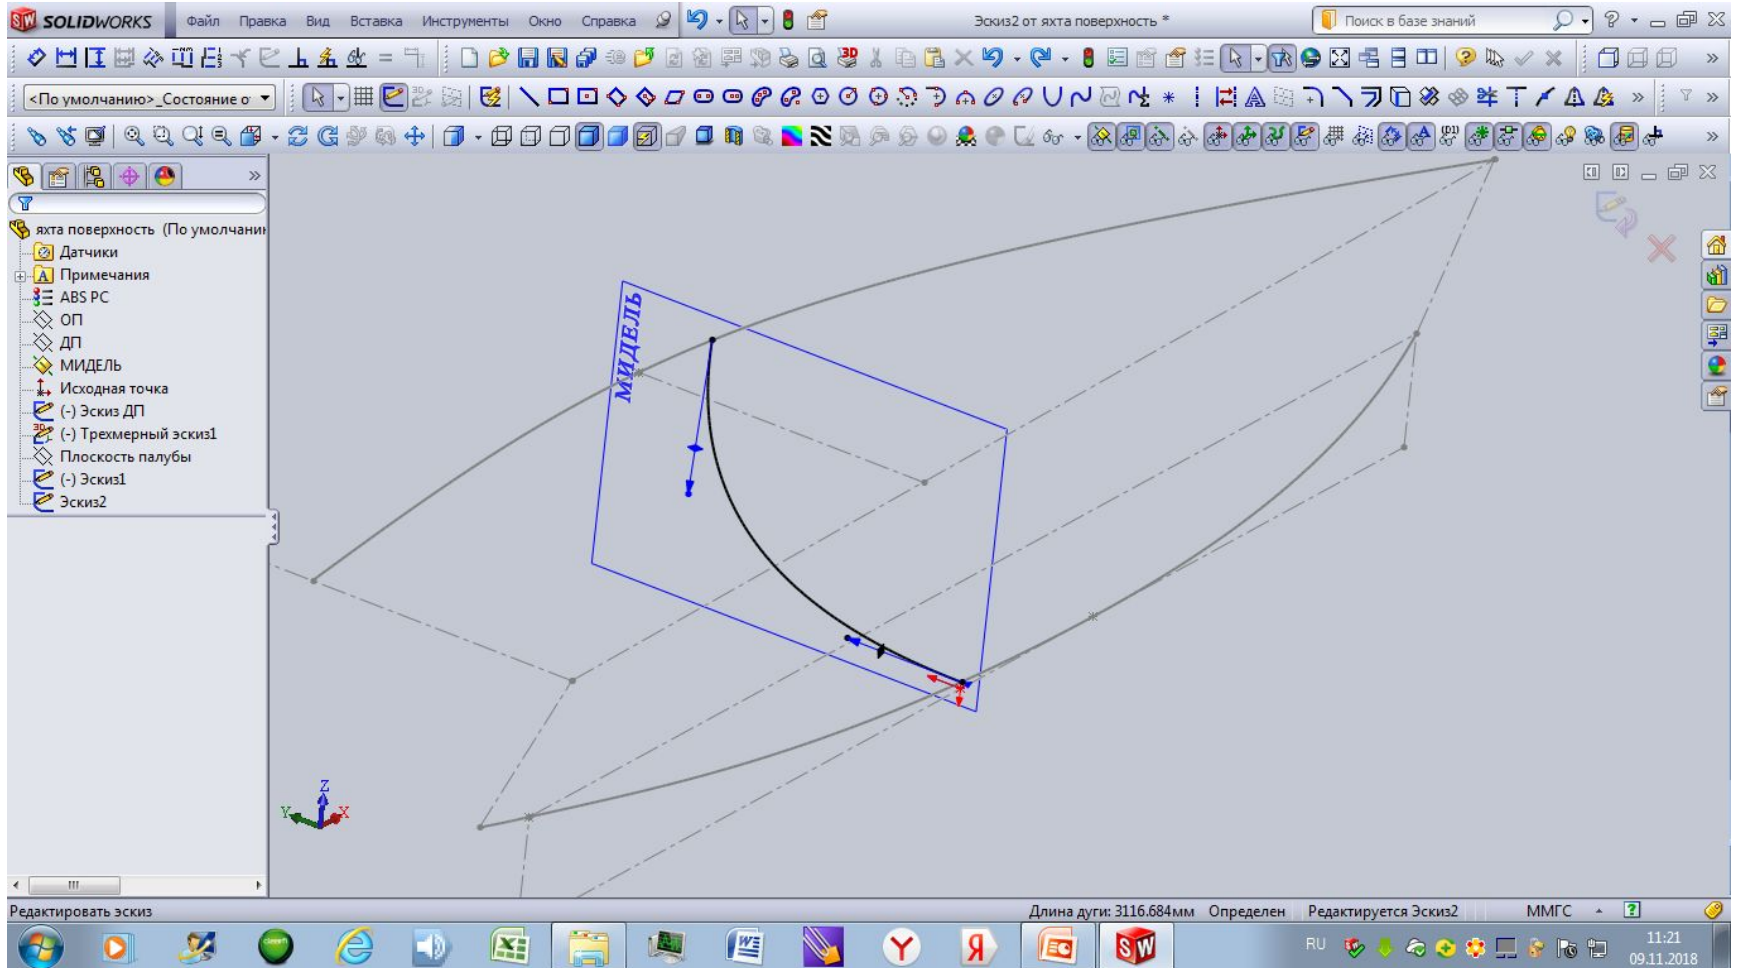 SOLIDWORKS Файл Правка Вид Вставка Инструменты Окно Справка Эскиз2 от яхта поверхность * Поиск в базе знаний
<По умолчанию>_Состояние о
яхта поверхность (По умолчани
Датчики
Примечания
ABS PC
ОП
ДП
МИДЕЛЬ
Исходная точка
(-) Эскиз ДП
(-) Трехмерный эскиз1
Плоскость палубы
(-) Эскиз1
Эскиз2
МИДЕЛЬ
Z
Y
X
Редактировать эскиз Длина дуги: 3116.684мм Определен Редактируется Эскиз2 ММГС
RU 11:21
09.11.2018